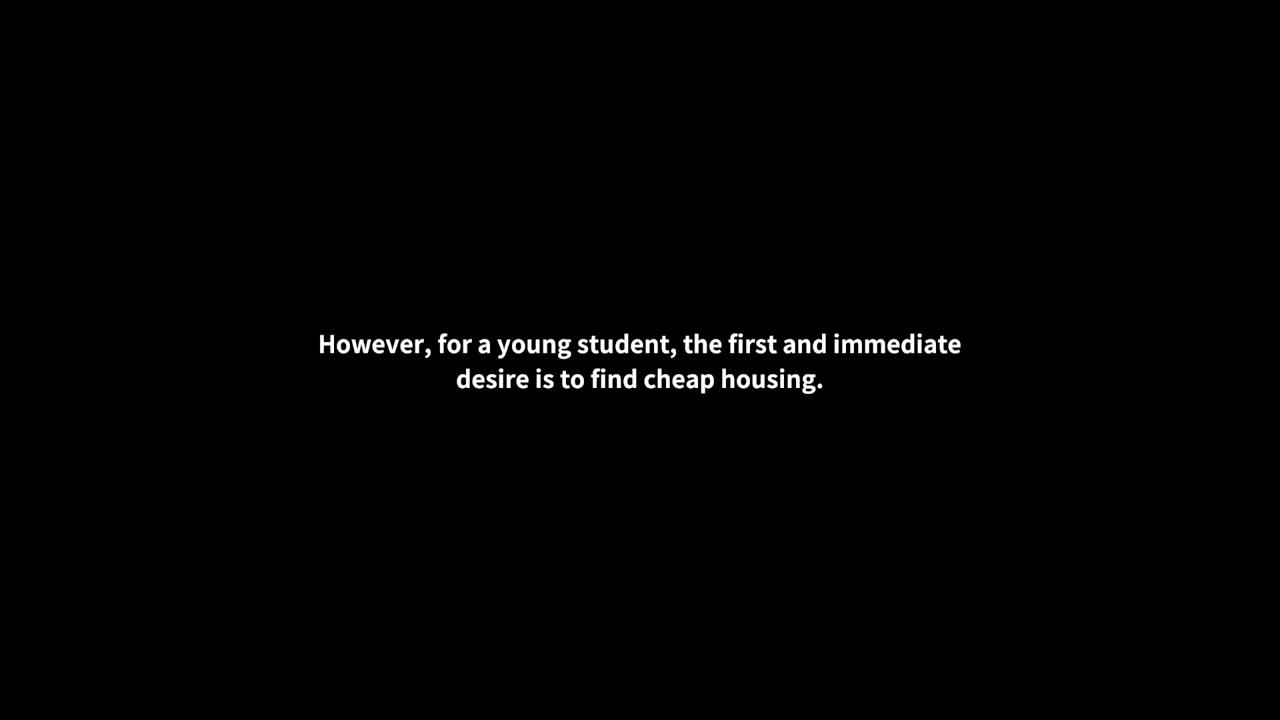 However, for a young student, the first and immediate
desire is to find cheap housing.